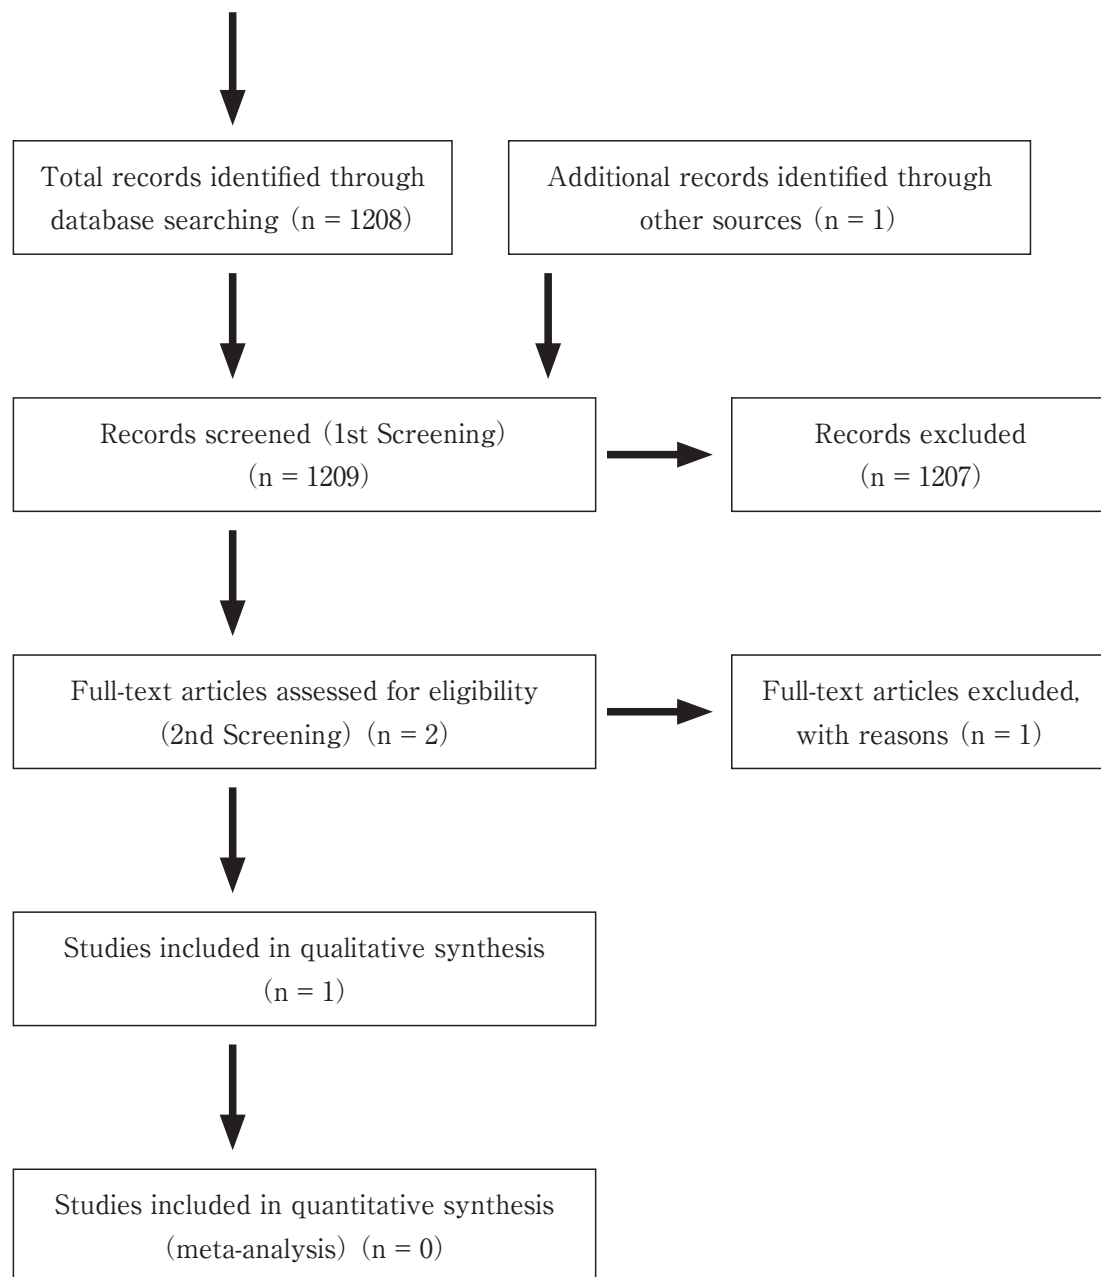 Total records identified through
database searching (n = 1208)
Additional records identified through
other sources (n = 1)
Records screened (1st Screening)
(n = 1209)
Records excluded
(n = 1207)
Full-text articles assessed for eligibility
(2nd Screening) (n = 2)
Full-text articles excluded,
with reasons (n = 1)
Studies included in qualitative synthesis
(n = 1)
Studies included in quantitative synthesis
(meta-analysis) (n = 0)